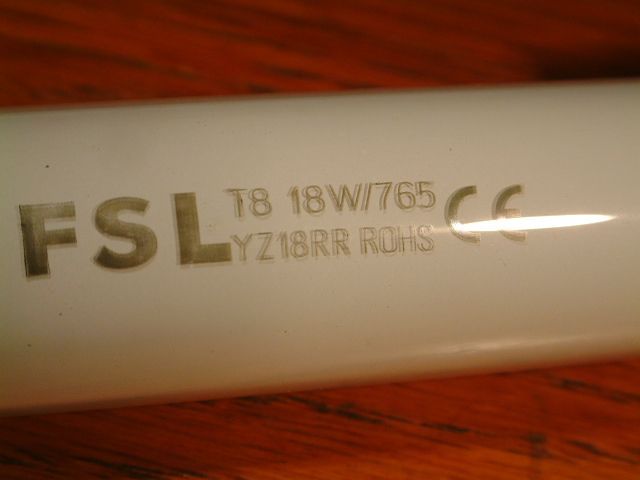 FSL
T8 18W/765
YZ18RR ROHS
CE